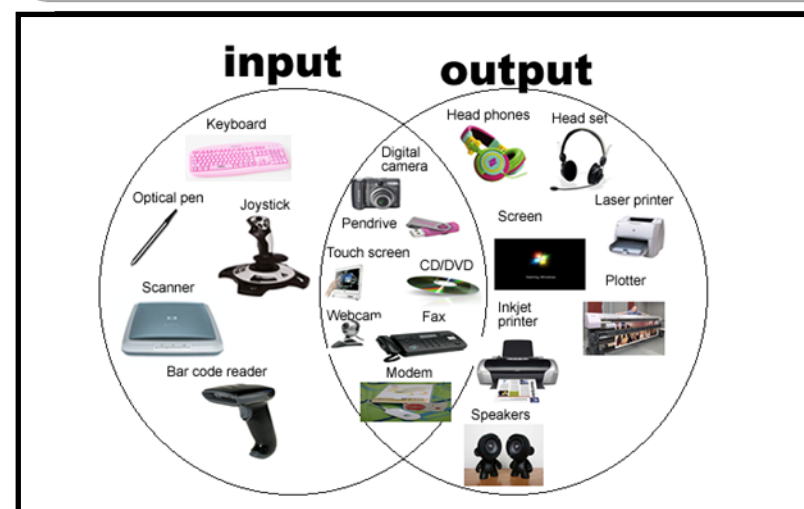 input
output
Keyboard
Optical pen
Joystick
Scanner
Bar code reader
Digital
camera
Pendrive
Touch screen
CD/DVD
Webcam
Fax
Modem
Head phones
Head set
Laser printer
Screen
Plotter
Inkjet
printer
Speakers